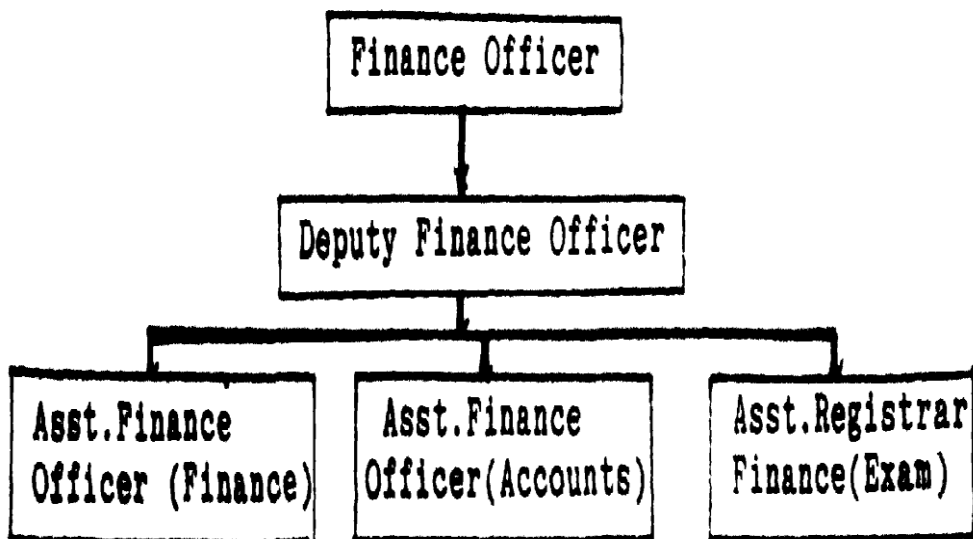 Finance Officer
Deputy Finance Officer
Asst.Finance
Officer (Finance)
Asst.Finance
Officer(Accounts)
Asst.Registrar
Finance(Exam)